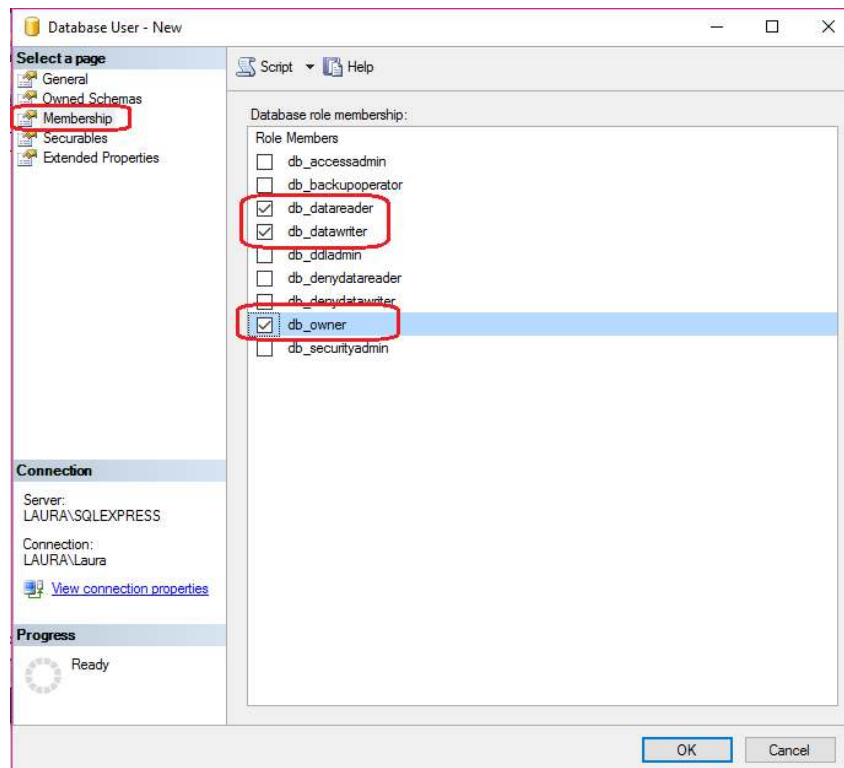 Database User - New
Select a page
General
Owned Schemas
Membership
Securables
Extended Properties
Script
Help
Database role membership:
Role Members
db_accessadmin
db_backupoperator
db_datareader
db_datawriter
db_ddladmin
db_denydatareader
db_denydatawriter
db_owner
db_securityadmin
Connection
Server:
LAURA\SQLEXPRESS
Connection:
LAURA\Laura
View connection properties
Progress
Ready
OK
Cancel